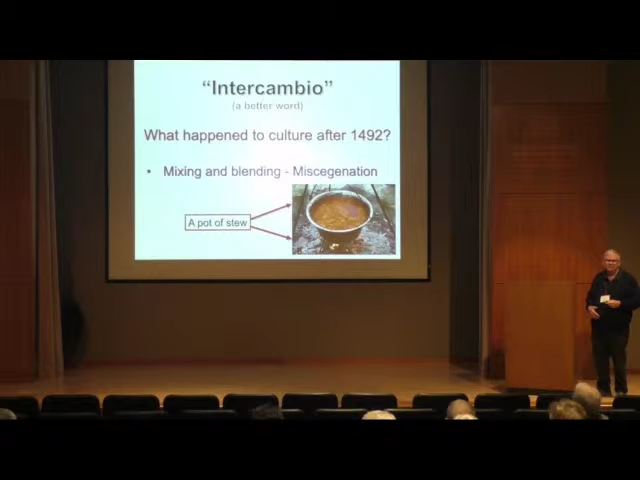 “Intercambio”
(a better word)
What happened to culture after 1492?
• Mixing and blending - Miscegenation
A pot of stew